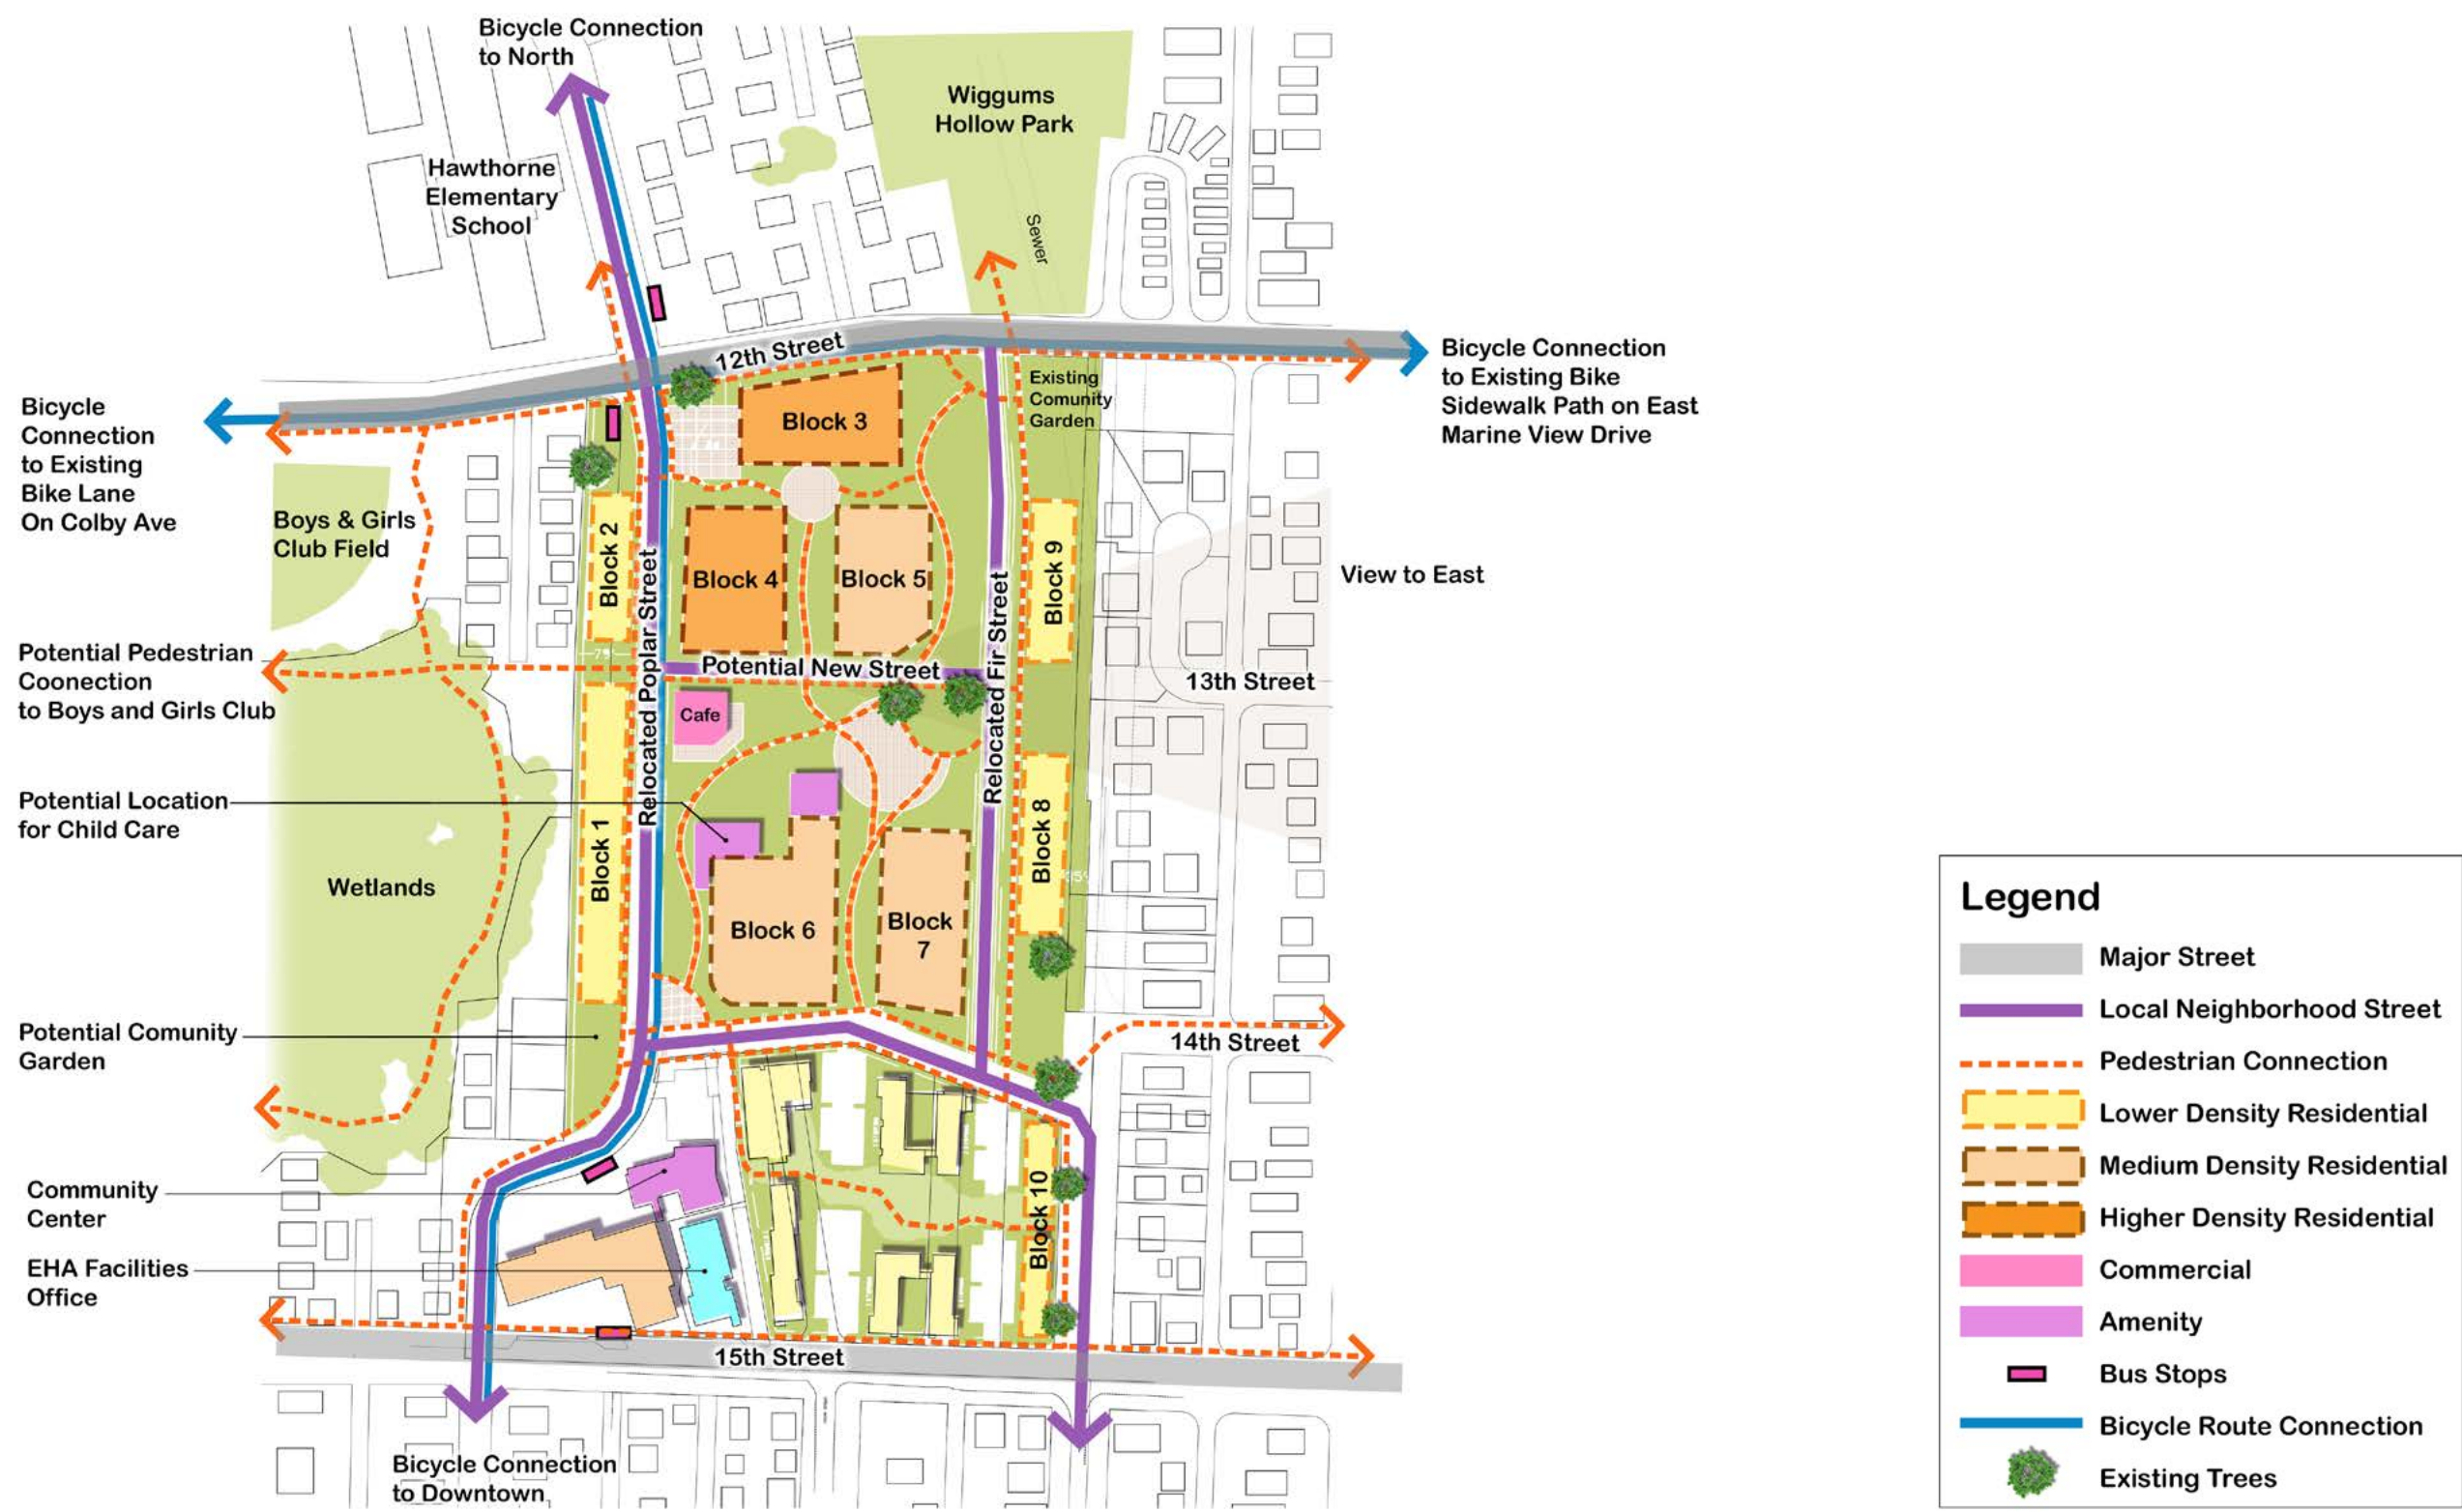 Bicycle Connection
to North
Wiggums
Hollow Park
Hawthorne
Elementary
School
Sewer
12th Street
Bicycle Connection
to Existing Bike
Sidewalk Path on East
Marine View Drive
Existing
Comunity
Garden
Bicycle
Connection
to Existing
Bike Lane
On Colby Ave
Block 3
Boys & Girls
Club Field
Block 2
Relocated Poplar Street
Block 4
Block 5
Relocated Fir Street
Block 9
View to East
Potential Pedestrian
Coonection
to Boys and Girls Club
Potential New Street
13th Street
Cafe
Potential Location
for Child Care
Block 1
Block 8
Wetlands
Block 6
Block
7
Potential Comunity
Garden
14th Street
Community
Center
Block 10
EHA Facilities
Office
15th Street
Bicycle Connection
to Downtown
Legend
Major Street
Local Neighborhood Street
Pedestrian Connection
Lower Density Residential
Medium Density Residential
Higher Density Residential
Commercial
Amenity
Bus Stops
Bicycle Route Connection
Existing Trees